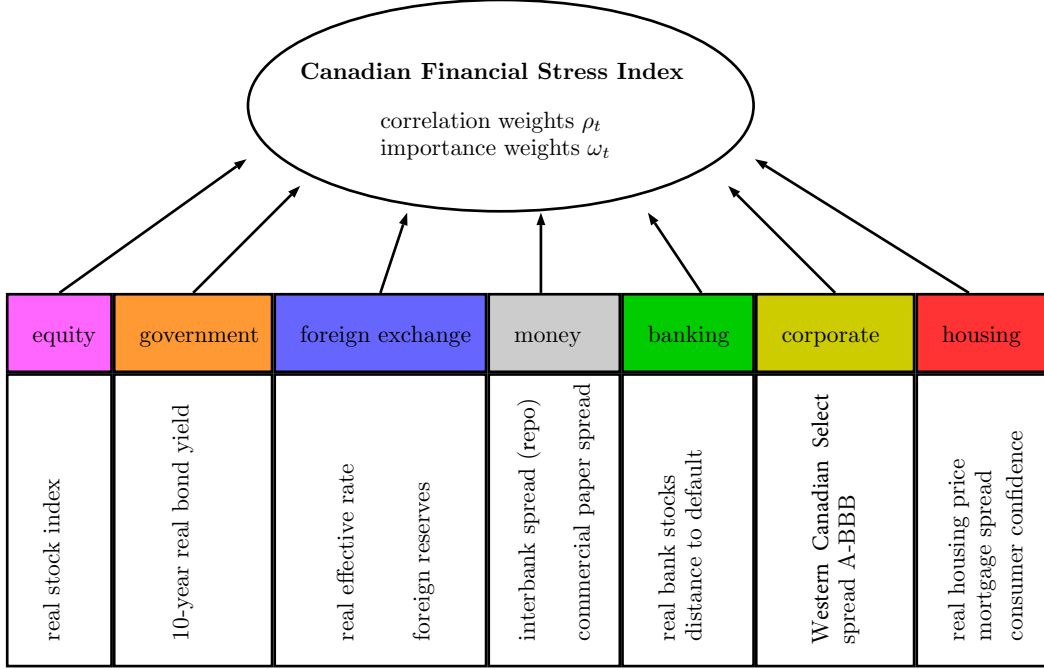 Canadian Financial Stress Index
correlation weights ρt
importance weights ωt
equity
government
foreign exchange
money
banking
corporate
housing
real stock index
10-year real bond yield
real effective rate
foreign reserves
interbank spread (repo)
commercial paper spread
real bank stocks
distance to default
Western Canadian Select
spread A-BBB
real housing price
mortgage spread
consumer confidence